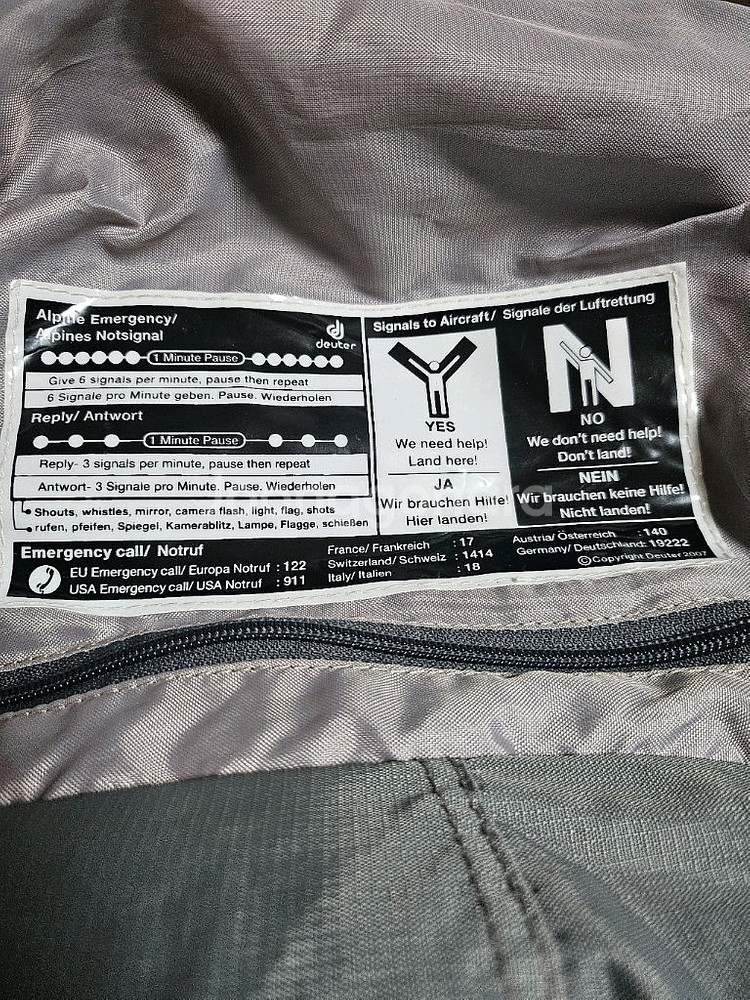 Alpine Emergency/
Alpines Notsignal
deuter
1 Minute Pause
Give 6 signals per minute, pause then repeat
6 Signale pro Minute geben. Pause. Wiederholen
Reply/ Antwort
1 Minute Pause
Reply- 3 signals per minute, pause then repeat
Antwort- 3 Signale pro Minute. Pause. Wiederholen
Shouts, whistles, mirror, camera flash, light, flag, shots
rufen, pfeifen, Spiegel, Kamerablitz, Lampe, Flagge, schießen
Signals to Aircraft/ Signale der Luftrettung
YES
We need help!
Land here!
JA
Wir brauchen Hilfe!
Hier landen!
N
NO
We don't need help!
Don't land!
NEIN
Wir brauchen keine Hilfe!
Nicht landen!
Emergency call/ Notruf
EU Emergency call/ Europa Notruf : 122
USA Emergency call/ USA Notruf : 911
France/ Frankreich : 17
Switzerland/ Schweiz : 1414
Italy/ Italien : 18
Austria/ Österreich : 140
Germany/ Deutschland: 19222
©Copyright Deuter 2007